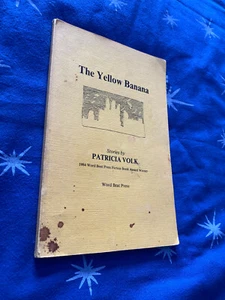 The Yellow Banana
Stories by
PATRICIA VOLK
1984 Word Beat Press Fiction Book Award Winner
Word Beat Press